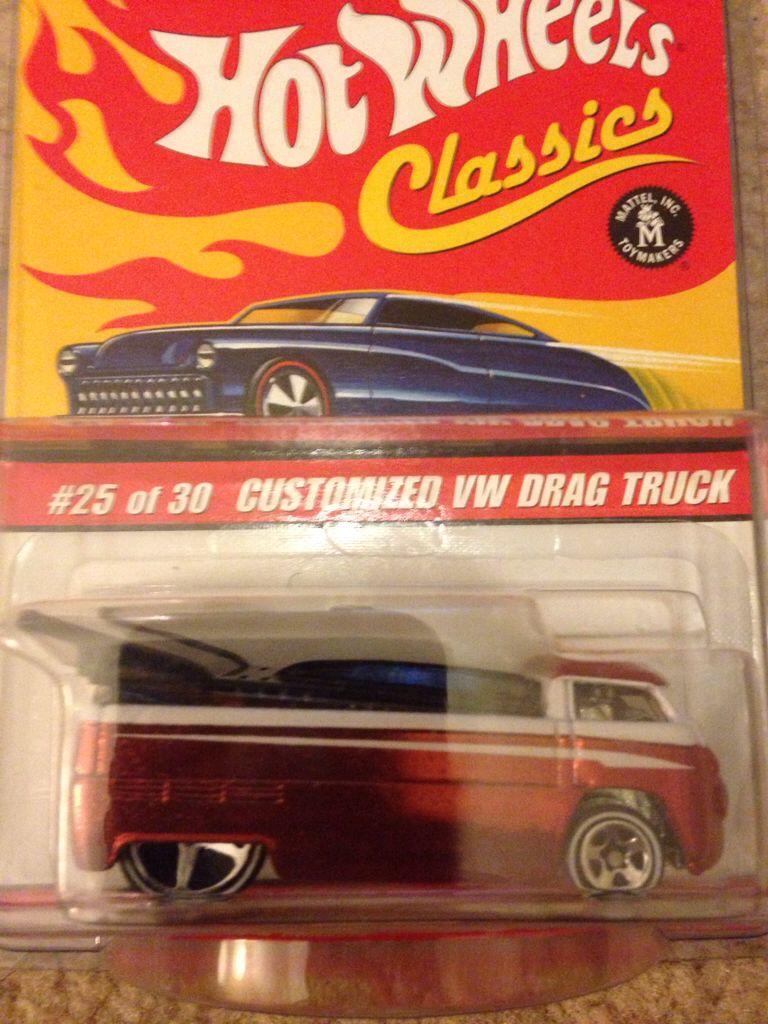 Hot Wheels
Classics
MATTEL, INC.
M
TOYMAKERS
#25 of 30 CUSTOMIZED VW DRAG TRUCK